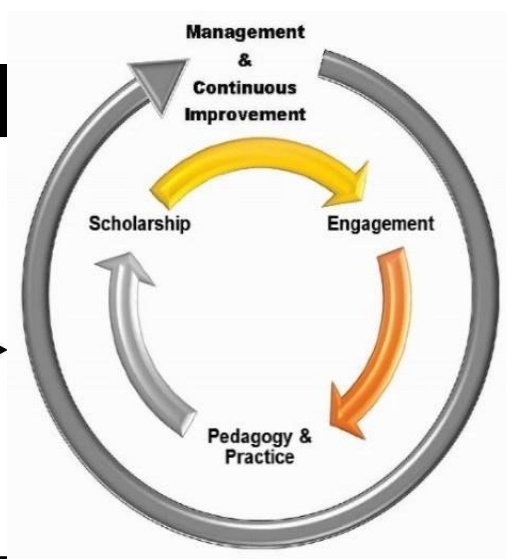 Management
&
Continuous
Improvement
Scholarship
Engagement
Pedagogy &
Practice